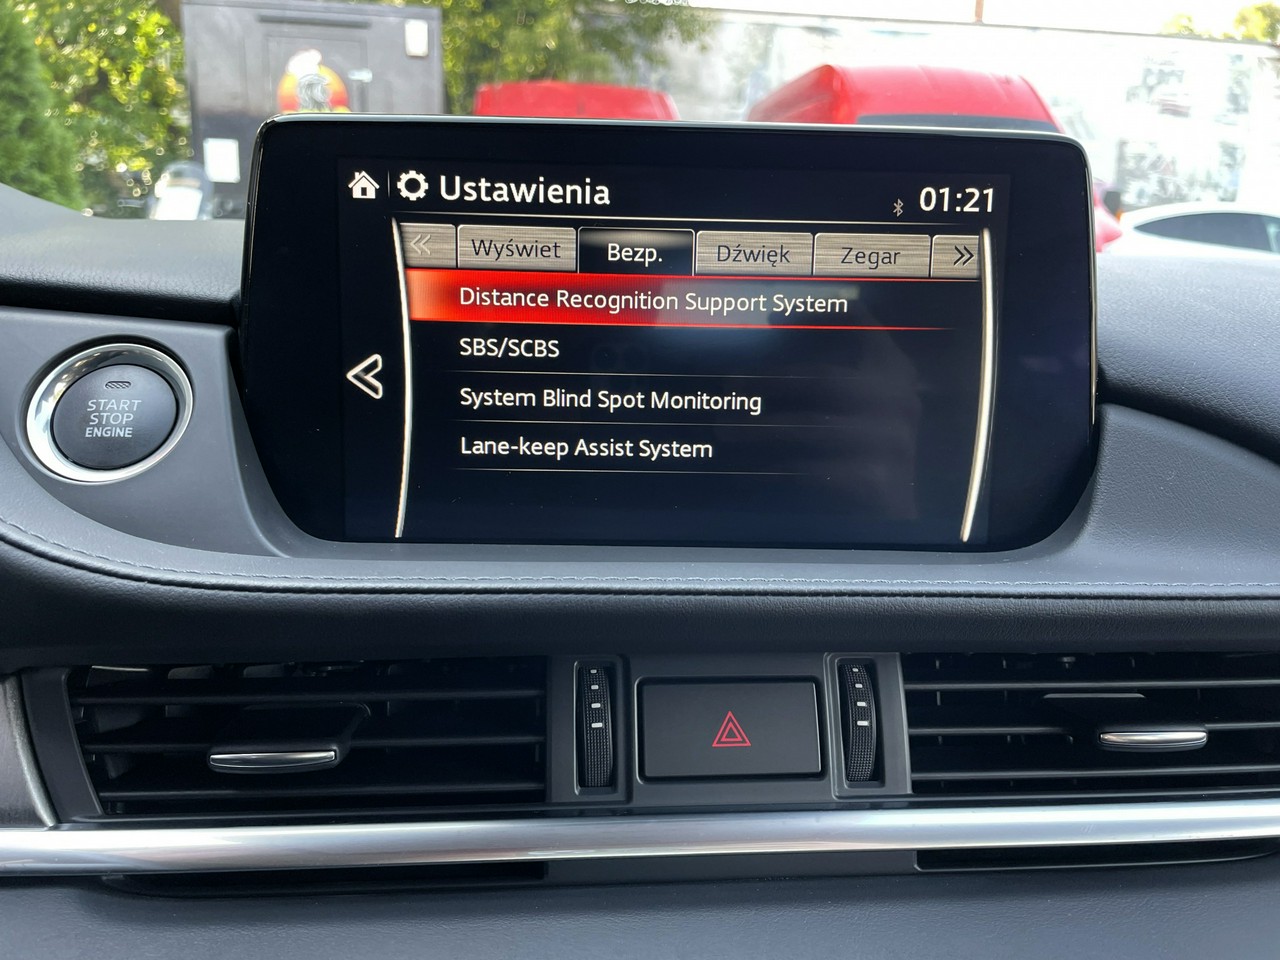 Ustawienia
01:21
Wyświet
Bezp.
Dźwięk
Zegar
Distance Recognition Support System
SBS/SCBS
System Blind Spot Monitoring
Lane-keep Assist System
START
STOP
ENGINE